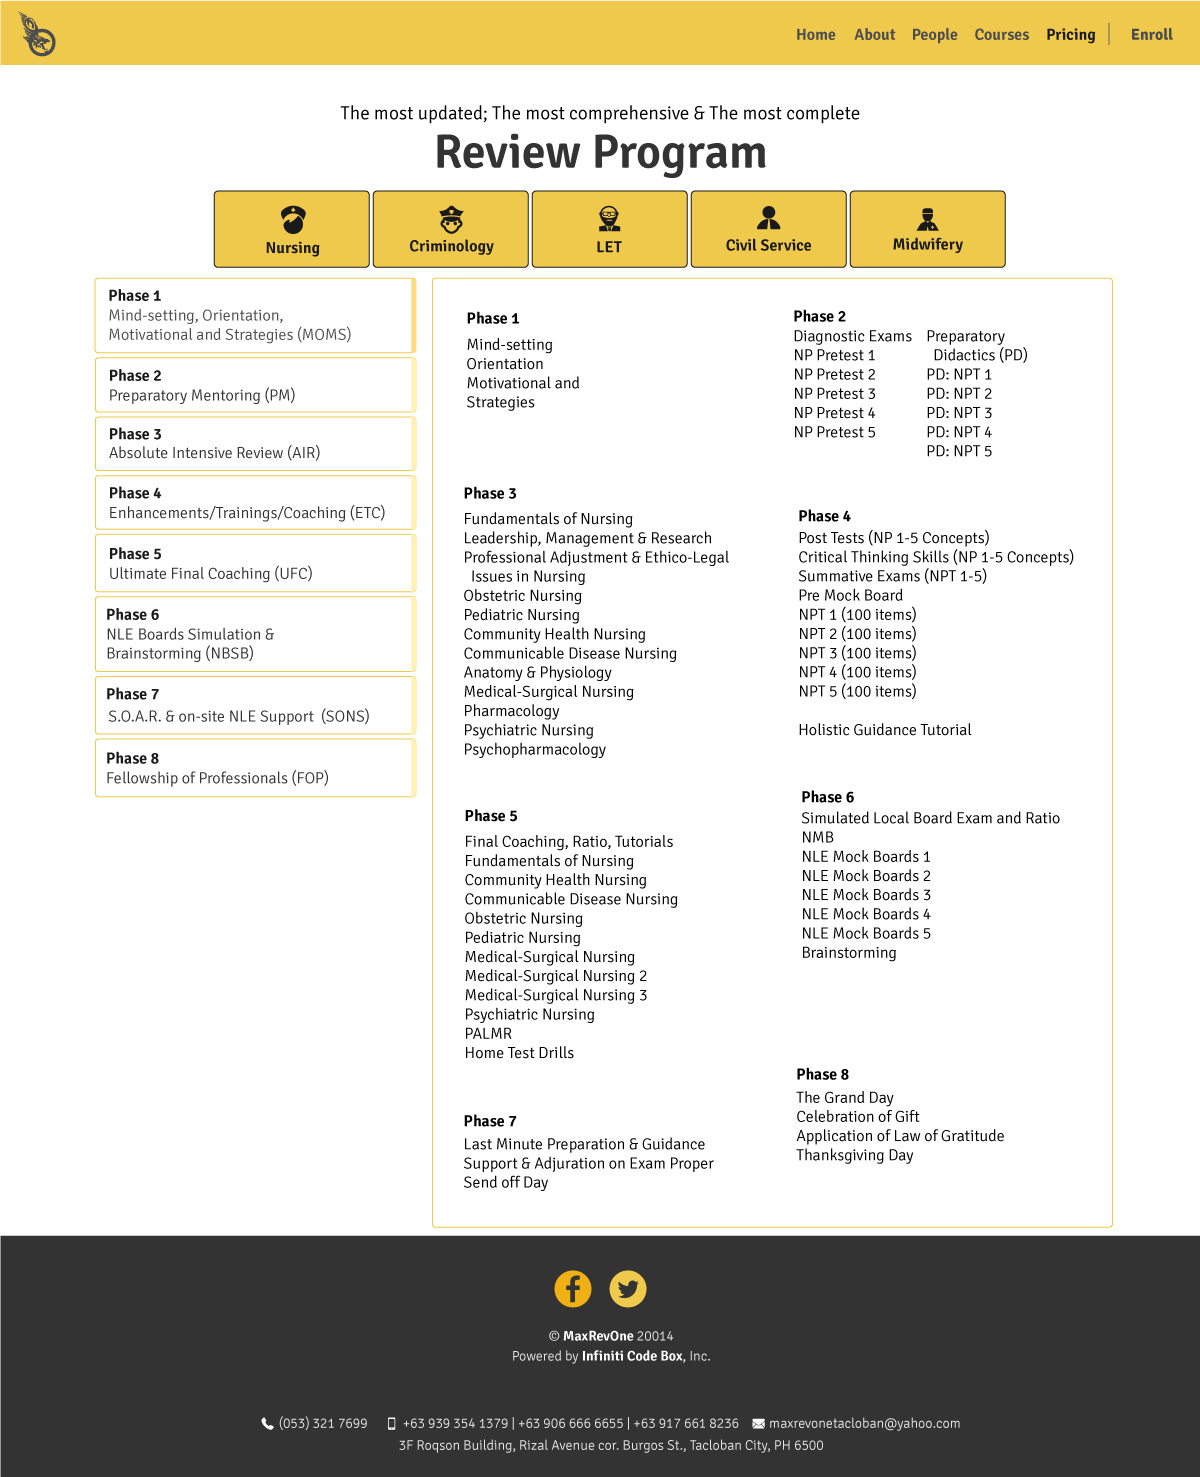 Home About People Courses Pricing Enroll
The most updated; The most comprehensive & The most complete
Review Program
Nursing
Criminology
LET
Civil Service
Midwifery
Phase 1
Mind-setting, Orientation,
Motivational and Strategies (MOMS)
Phase 2
Preparatory Mentoring (PM)
Phase 3
Absolute Intensive Review (AIR)
Phase 4
Enhancements/Trainings/Coaching (ETC)
Phase 5
Ultimate Final Coaching (UFC)
Phase 6
NLE Boards Simulation &
Brainstorming (NBSB)
Phase 7
S.O.A.R. & on-site NLE Support (SONS)
Phase 8
Fellowship of Professionals (FOP)
Phase 1
Mind-setting
Orientation
Motivational and
Strategies
Phase 2
Diagnostic Exams
NP Pretest 1
NP Pretest 2
NP Pretest 3
NP Pretest 4
NP Pretest 5
Preparatory
Didactics (PD)
PD: NPT 1
PD: NPT 2
PD: NPT 3
PD: NPT 4
PD: NPT 5
Phase 3
Fundamentals of Nursing
Leadership, Management & Research
Professional Adjustment & Ethico-Legal
Issues in Nursing
Obstetric Nursing
Pediatric Nursing
Community Health Nursing
Communicable Disease Nursing
Anatomy & Physiology
Medical-Surgical Nursing
Pharmacology
Psychiatric Nursing
Psychopharmacology
Phase 4
Post Tests (NP 1-5 Concepts)
Critical Thinking Skills (NP 1-5 Concepts)
Summative Exams (NPT 1-5)
Pre Mock Board
NPT 1 (100 items)
NPT 2 (100 items)
NPT 3 (100 items)
NPT 4 (100 items)
NPT 5 (100 items)
Holistic Guidance Tutorial
Phase 5
Final Coaching, Ratio, Tutorials
Fundamentals of Nursing
Community Health Nursing
Communicable Disease Nursing
Obstetric Nursing
Pediatric Nursing
Medical-Surgical Nursing
Medical-Surgical Nursing 2
Medical-Surgical Nursing 3
Psychiatric Nursing
PALMR
Home Test Drills
Phase 6
Simulated Local Board Exam and Ratio
NMB
NLE Mock Boards 1
NLE Mock Boards 2
NLE Mock Boards 3
NLE Mock Boards 4
NLE Mock Boards 5
Brainstorming
Phase 7
Last Minute Preparation & Guidance
Support & Adjuration on Exam Proper
Send off Day
Phase 8
The Grand Day
Celebration of Gift
Application of Law of Gratitude
Thanksgiving Day
© MaxRevOne 20014
Powered by Infiniti Code Box, Inc.
(053) 321 7699 +63 939 354 1379 | +63 906 666 6655 | +63 917 661 8236 maxrevonetacloban@yahoo.com
3F Roqson Building, Rizal Avenue cor. Burgos St., Tacloban City, PH 6500